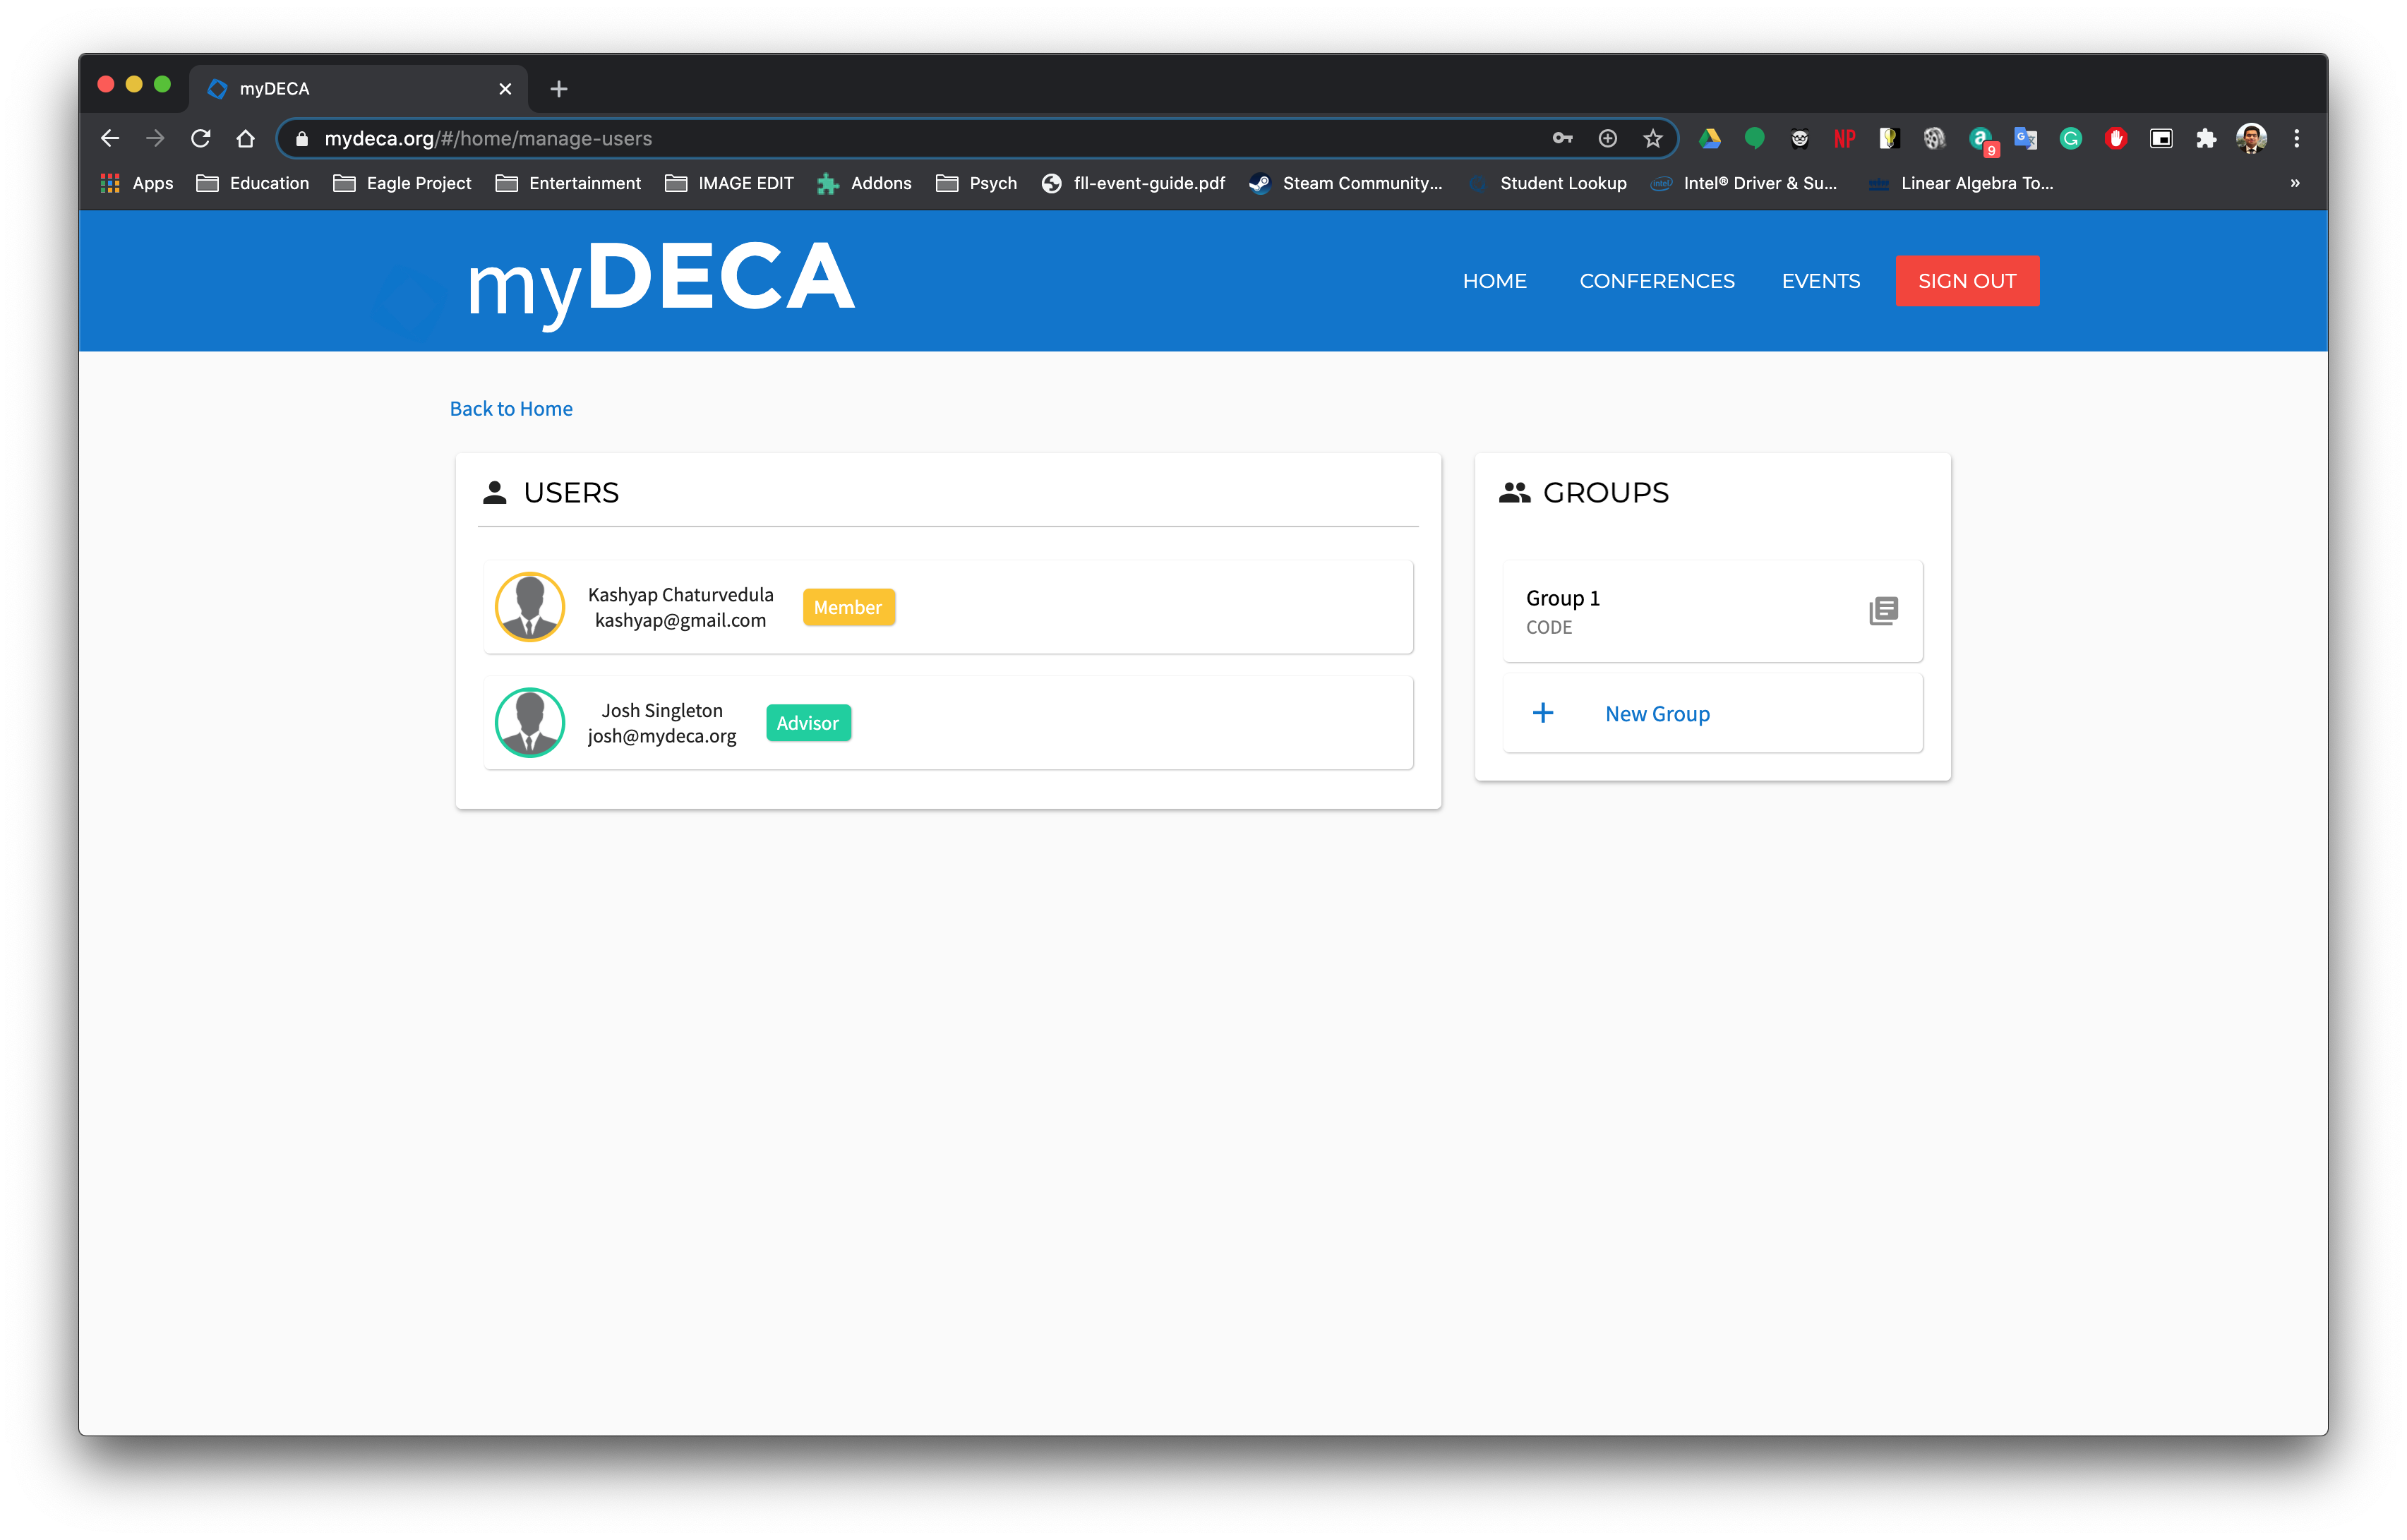 myDECA
mydeca.org/#/home/manage-users
NP
a
9
G
Apps
Education
Eagle Project
Entertainment
IMAGE EDIT
Addons
Psych
fll-event-guide.pdf
Steam Community...
Student Lookup
intel
Intel® Driver & Su...
Linear Algebra To...
»
myDECA
HOME
CONFERENCES
EVENTS
SIGN OUT
Back to Home
USERS
Kashyap Chaturvedula
kashyap@gmail.com
Member
Josh Singleton
josh@mydeca.org
Advisor
GROUPS
Group 1
CODE
New Group